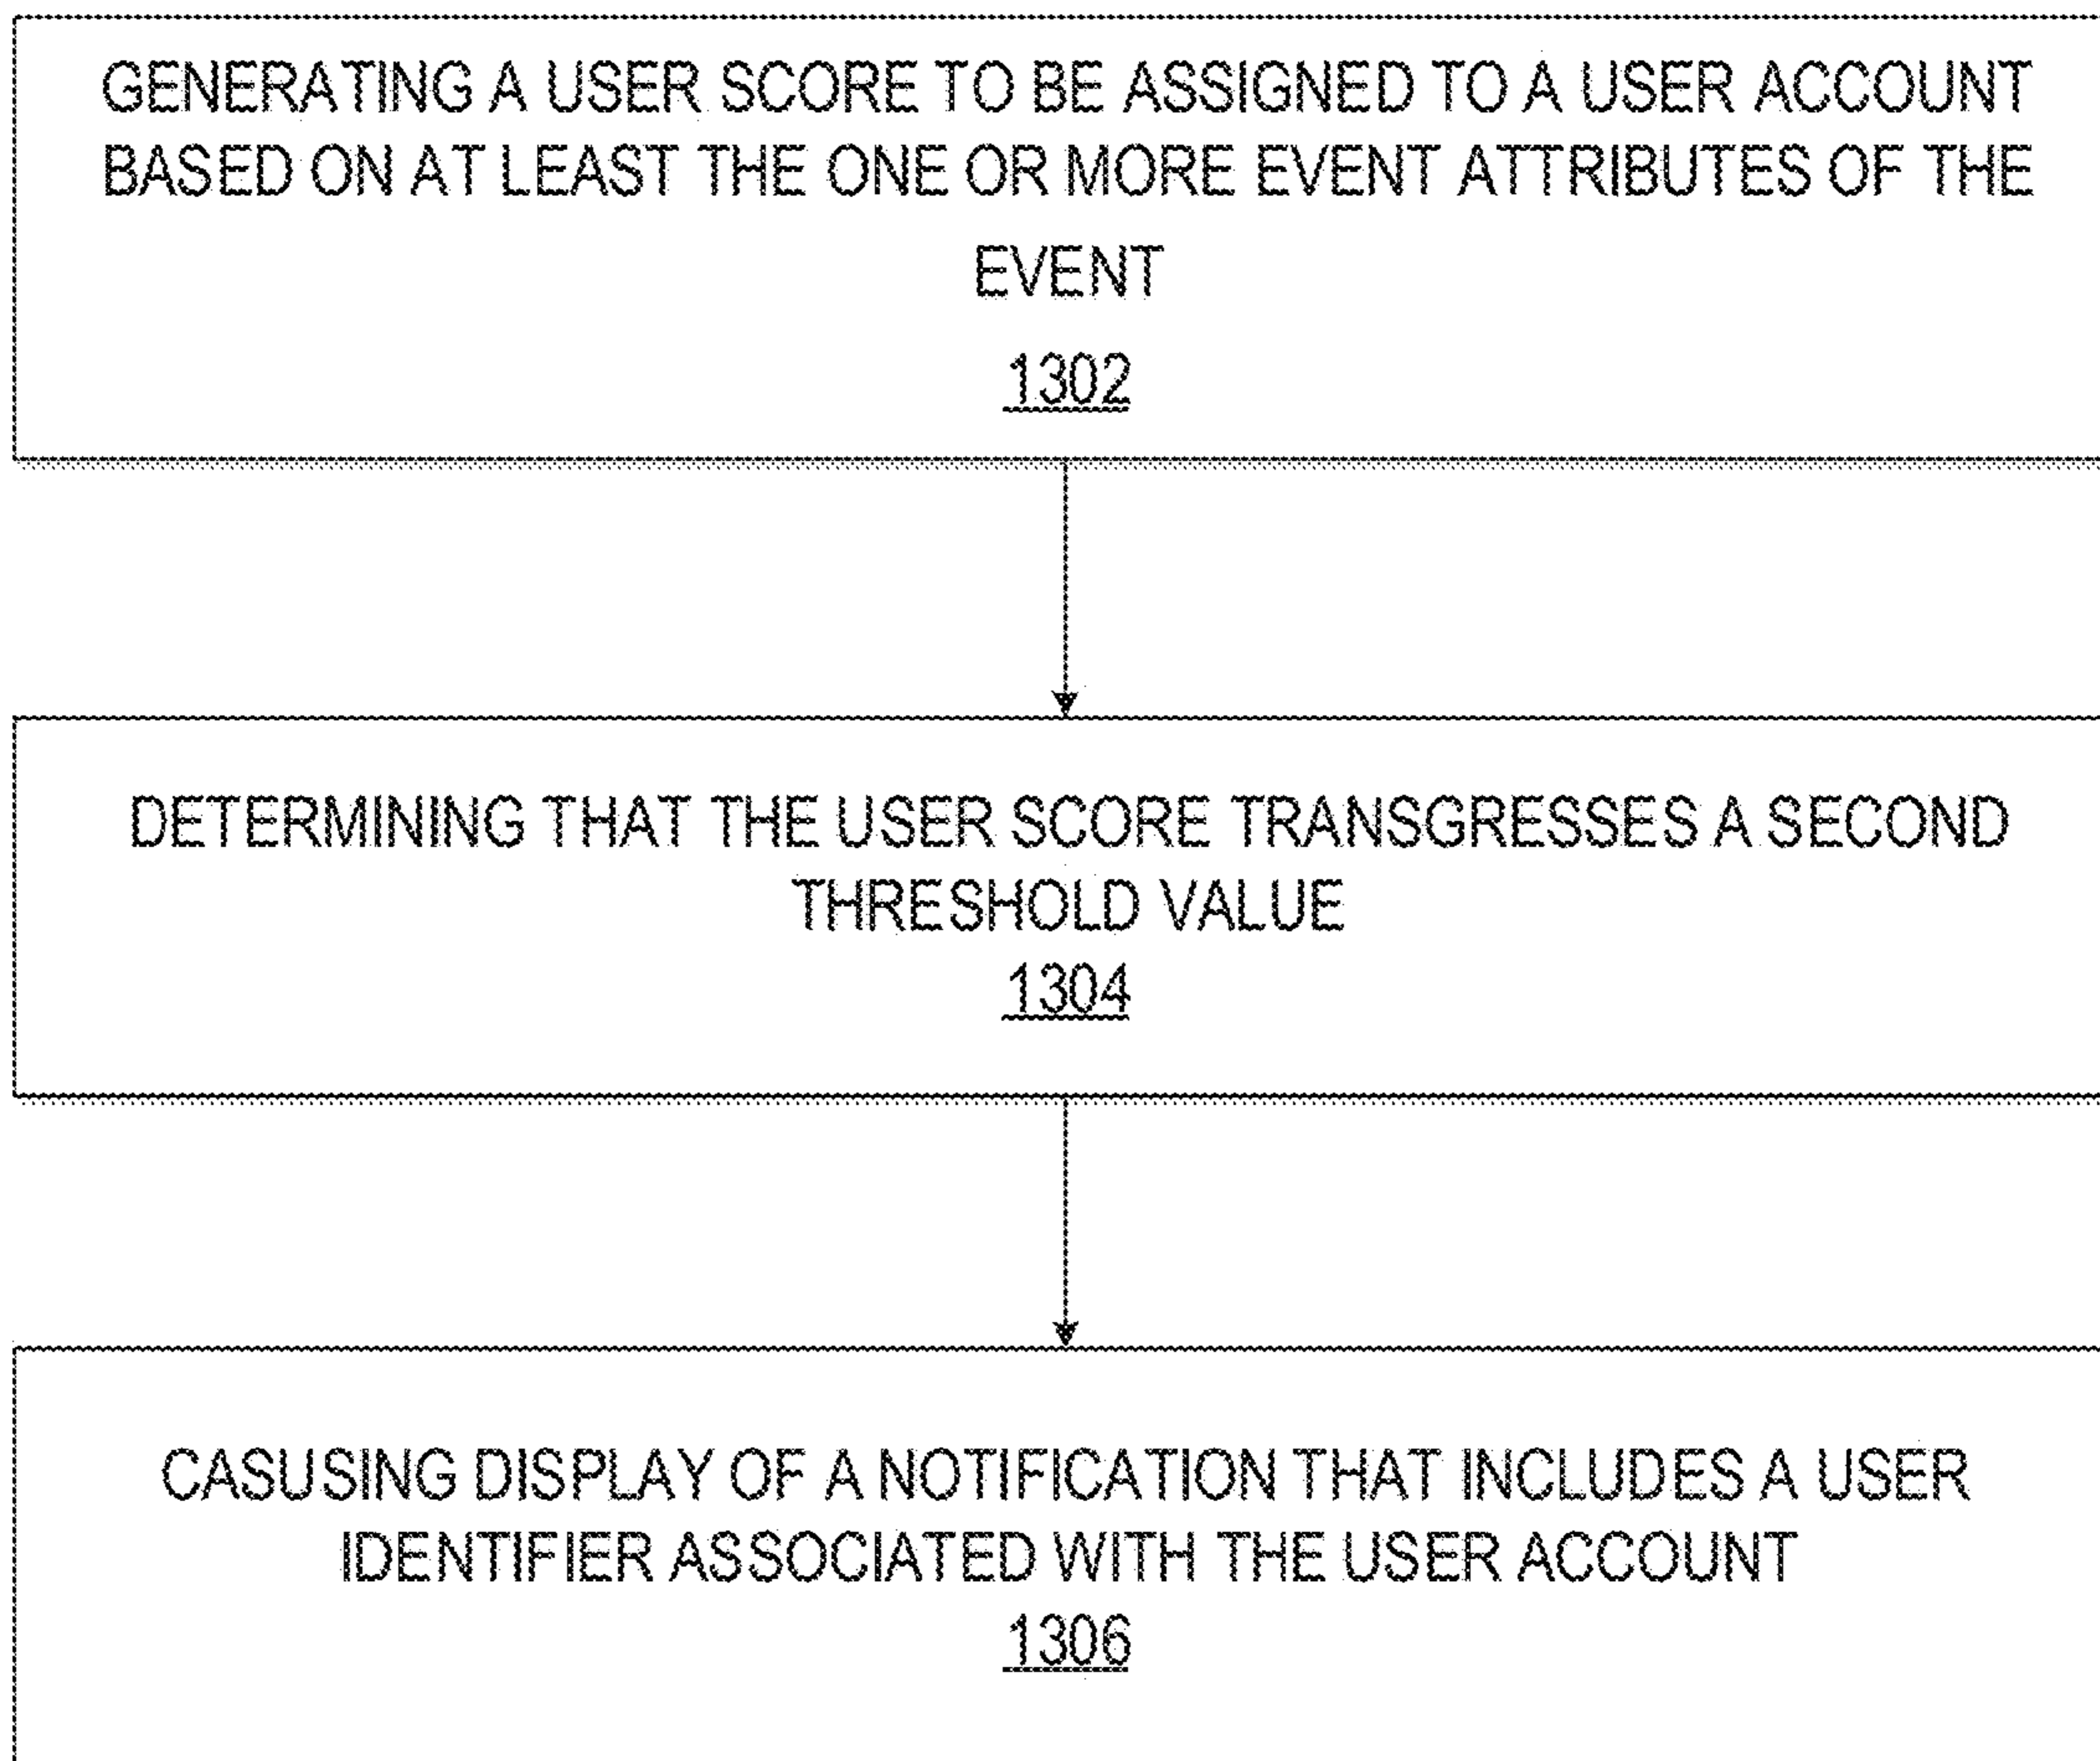 GENERATING A USER SCORE TO BE ASSIGNED TO A USER ACCOUNT
BASED ON AT LEAST THE ONE OR MORE EVENT ATTRIBUTES OF THE
EVENT
1302
DETERMINING THAT THE USER SCORE TRANSGRESSES A SECOND
THRESHOLD VALUE
1304
CASUSING DISPLAY OF A NOTIFICATION THAT INCLUDES A USER
IDENTIFIER ASSOCIATED WITH THE USER ACCOUNT
1306